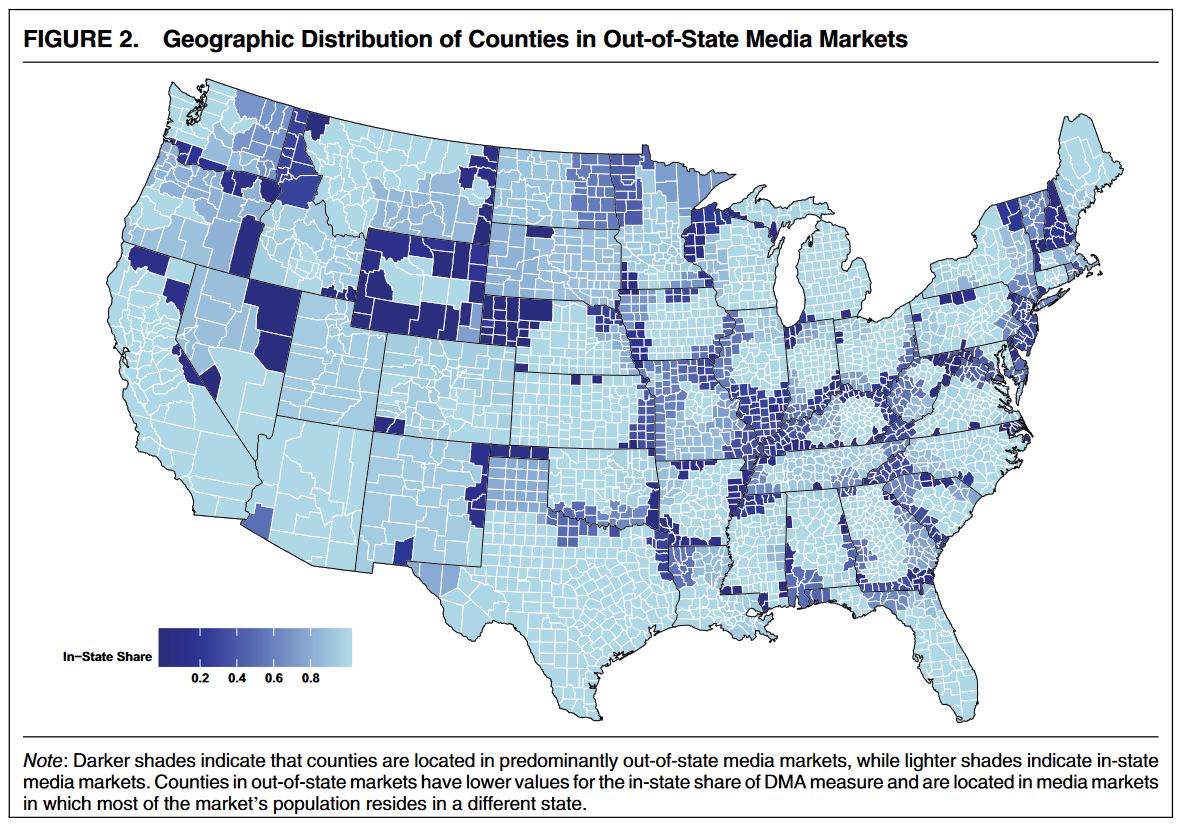 FIGURE 2. Geographic Distribution of Counties in Out-of-State Media Markets
In−State Share
0.2 0.4 0.6 0.8
Note: Darker shades indicate that counties are located in predominantly out-of-state media markets, while lighter shades indicate in-state
media markets. Counties in out-of-state markets have lower values for the in-state share of DMA measure and are located in media markets
in which most of the market's population resides in a different state.